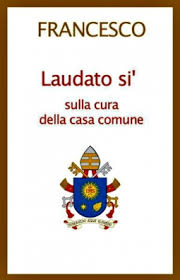 FRANCESCO
Laudato si'
sulla cura
della casa comune